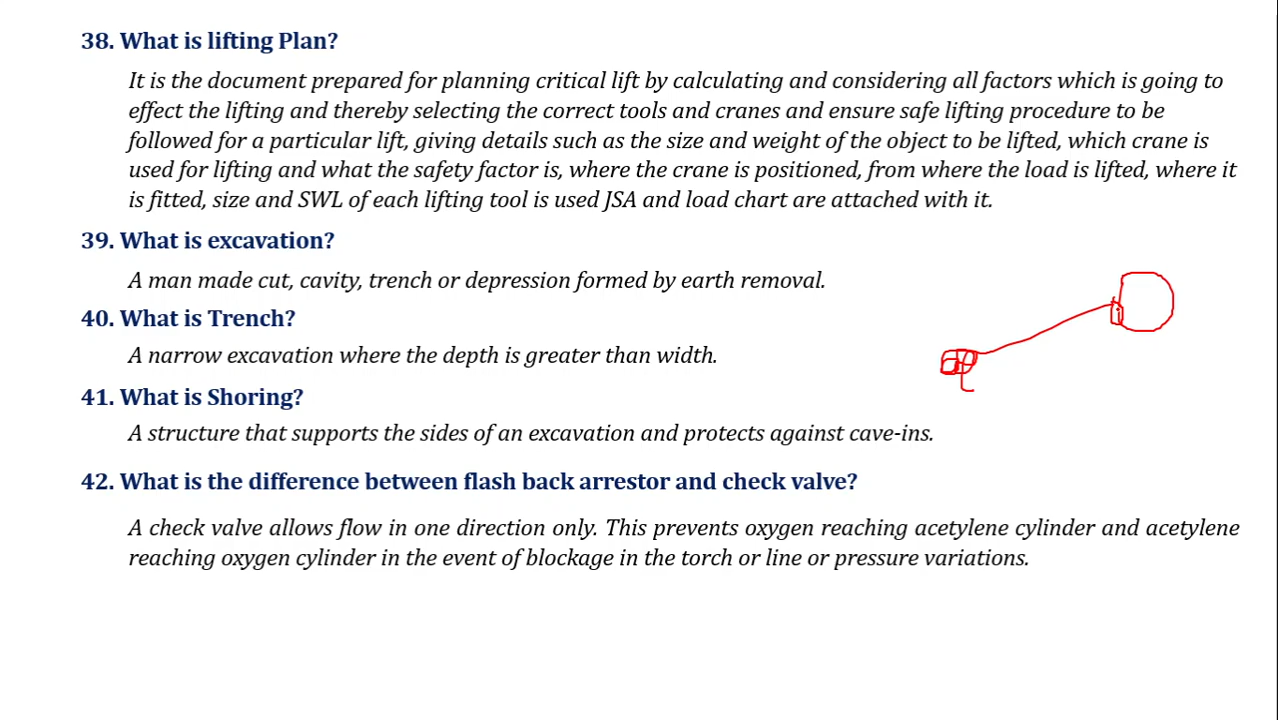 38. What is lifting Plan?
It is the document prepared for planning critical lift by calculating and considering all factors which is going to
effect the lifting and thereby selecting the correct tools and cranes and ensure safe lifting procedure to be
followed for a particular lift, giving details such as the size and weight of the object to be lifted, which crane is
used for lifting and what the safety factor is, where the crane is positioned, from where the load is lifted, where it
is fitted, size and SWL of each lifting tool is used JSA and load chart are attached with it.
39. What is excavation?
A man made cut, cavity, trench or depression formed by earth removal.
40. What is Trench?
A narrow excavation where the depth is greater than width.
41. What is Shoring?
A structure that supports the sides of an excavation and protects against cave-ins.
42. What is the difference between flash back arrestor and check valve?
A check valve allows flow in one direction only. This prevents oxygen reaching acetylene cylinder and acetylene
reaching oxygen cylinder in the event of blockage in the torch or line or pressure variations.